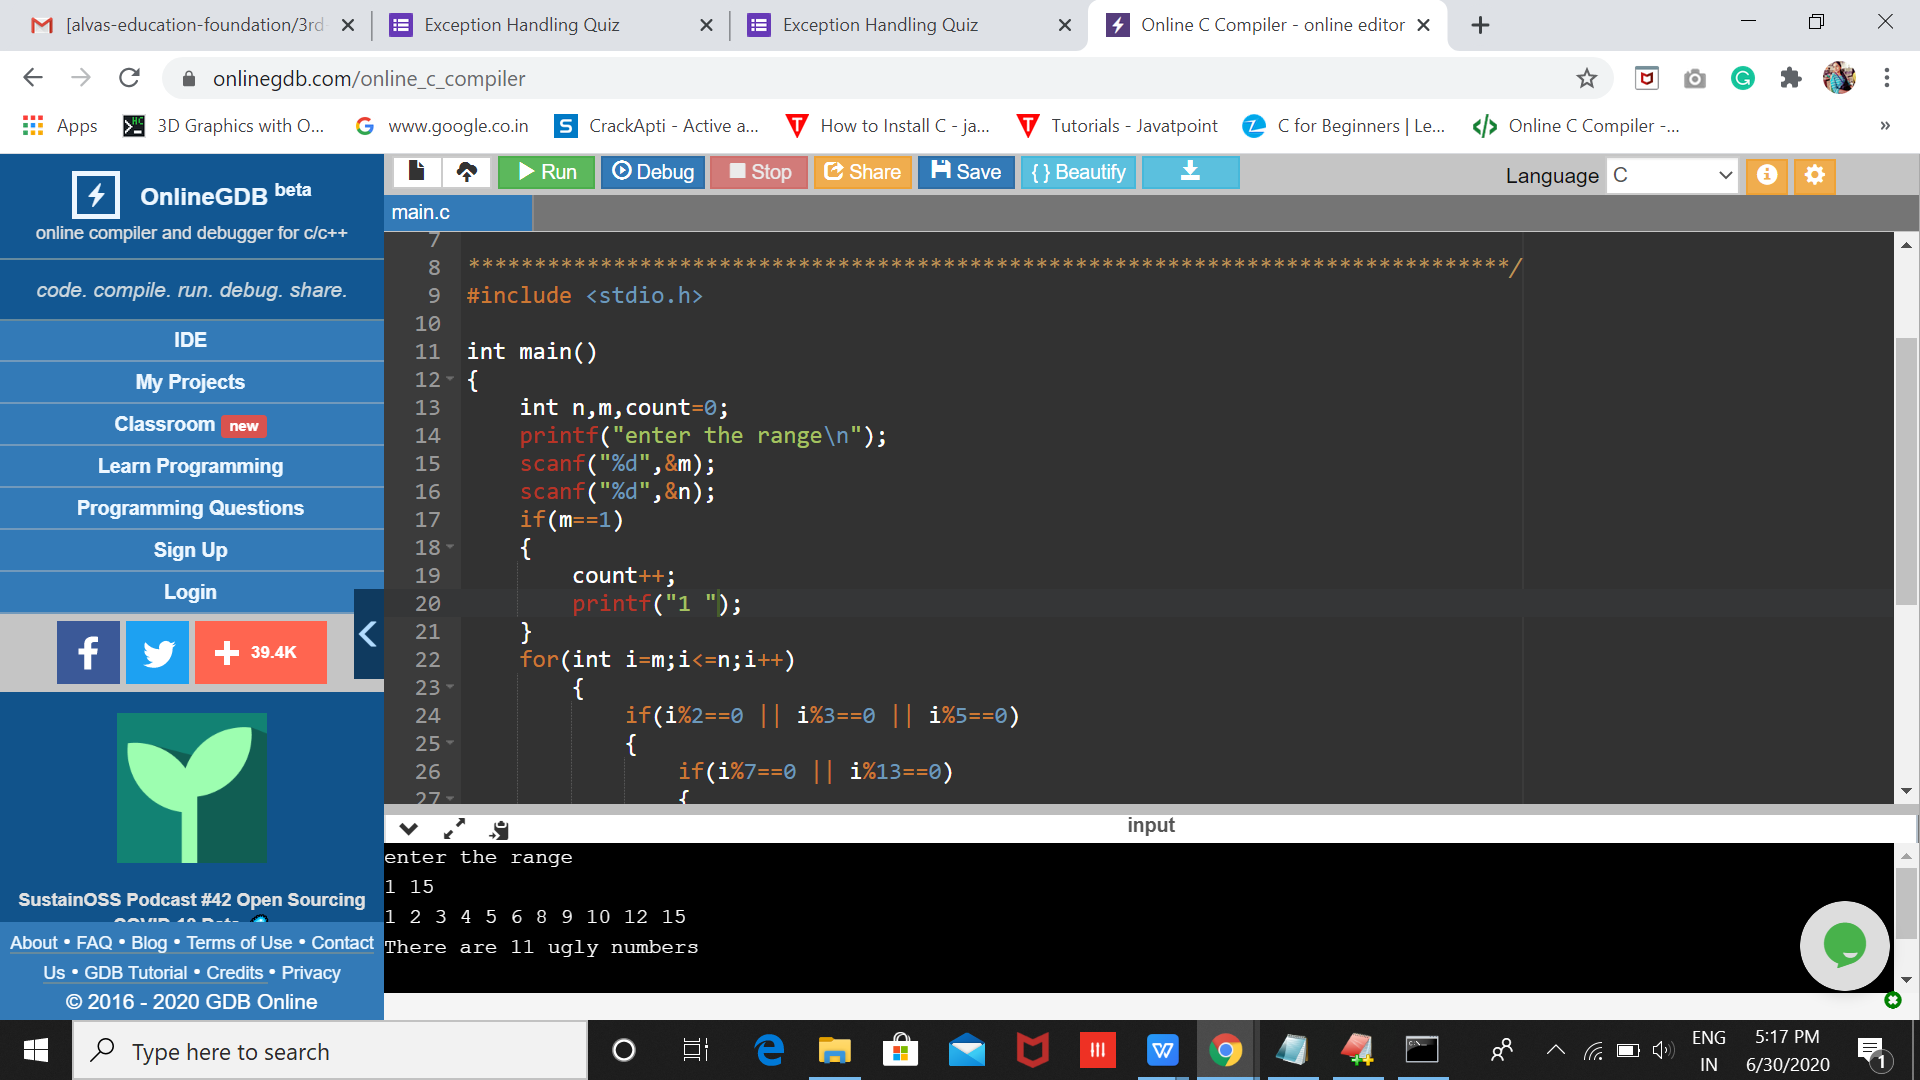 [alvas-education-foundation/3rd
Exception Handling Quiz
Exception Handling Quiz
Online C Compiler - online editor
onlinegdb.com/online_c_compiler
Apps
3D Graphics with O...
www.google.co.in
CrackApti - Active a...
How to Install C - ja...
Tutorials - Javatpoint
C for Beginners | Le...
Online C Compiler -...
»
OnlineGDB beta
online compiler and debugger for c/c++
code. compile. run. debug. share.
IDE
My Projects
Classroom new
Learn Programming
Programming Questions
Sign Up
Login
39.4K
SustainOSS Podcast #42 Open Sourcing
About • FAQ • Blog • Terms of Use • Contact
Us • GDB Tutorial • Credits • Privacy
© 2016 - 2020 GDB Online
Run Debug Stop Share Save { } Beautify
Language C
main.c
7
8 ********************************************************************************/
9 #include <stdio.h>
10
11 int main()
12 {
13 int n,m,count=0;
14 printf("enter the range\n");
15 scanf("%d",&m);
16 scanf("%d",&n);
17 if(m==1)
18 {
19 count++;
20 printf("1 ");
21 }
22 for(int i=m;i<=n;i++)
23 {
24 if(i%2==0 || i%3==0 || i%5==0)
25 {
26 if(i%7==0 || i%13==0)
27 {
input
enter the range
1 15
1 2 3 4 5 6 8 9 10 12 15
There are 11 ugly numbers
Type here to search
ENG
IN
5:17 PM
6/30/2020
1